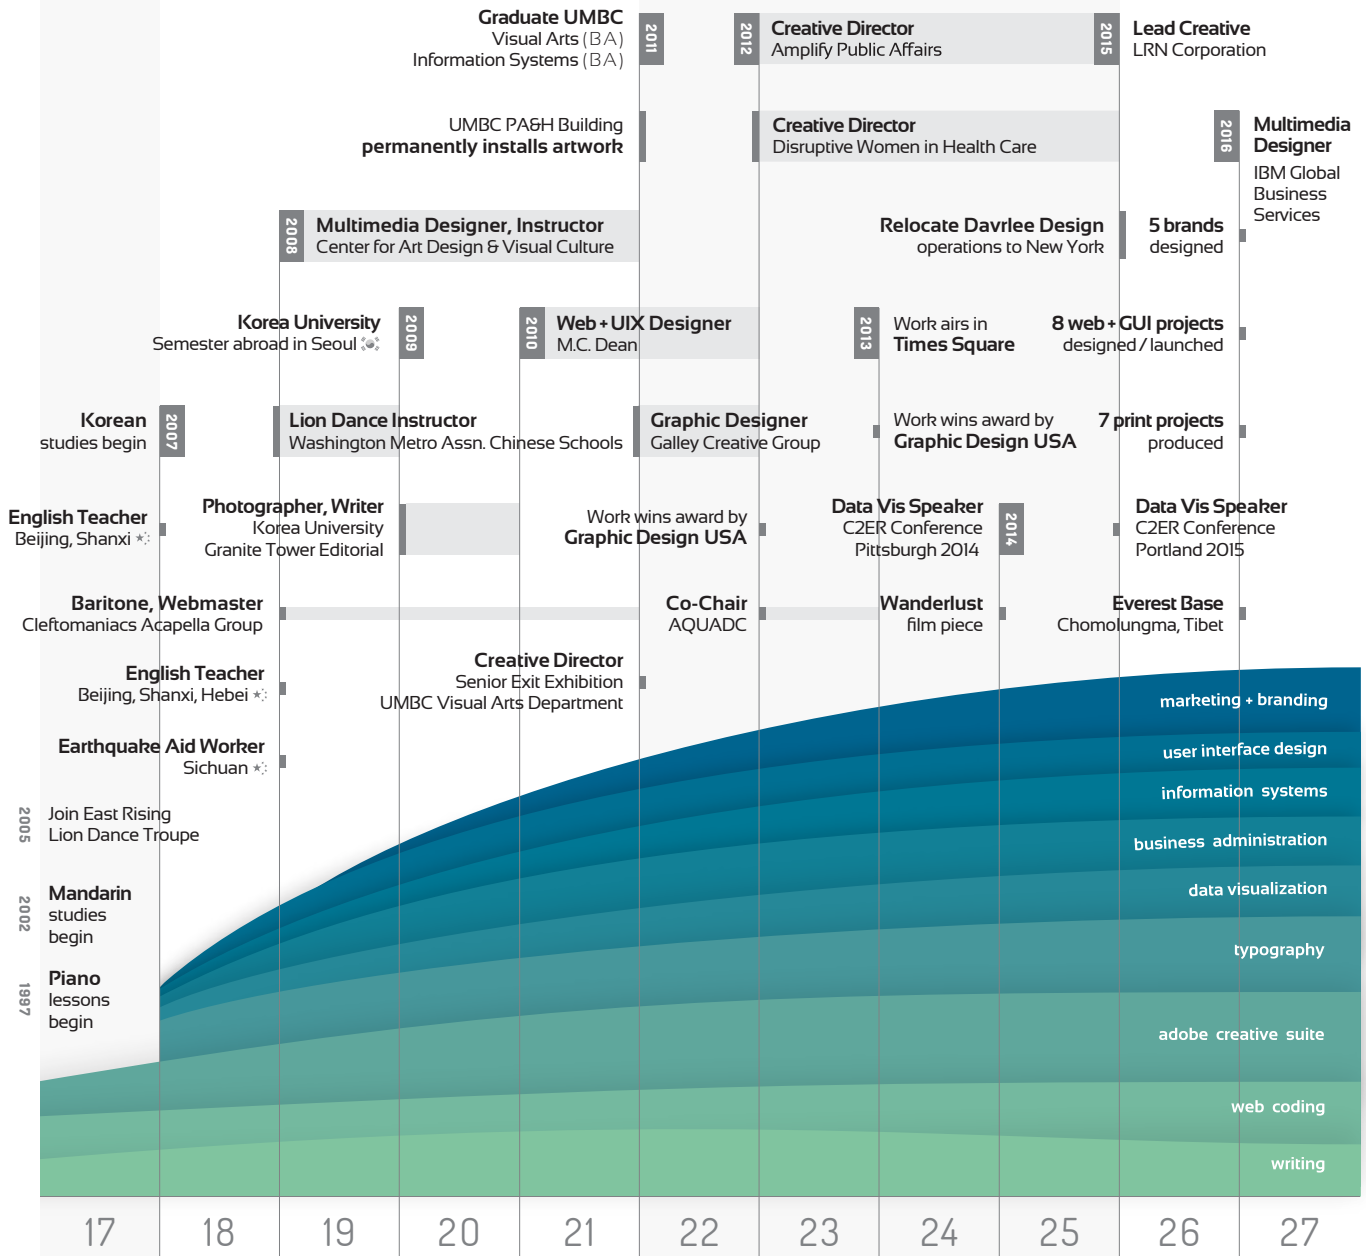 Graduate UMBC
Visual Arts (BA)
Information Systems (BA)
2011
2012
Creative Director
Amplify Public Affairs
2015
Lead Creative
LRN Corporation
UMBC PA&H Building
permanently installs artwork
Creative Director
Disruptive Women in Health Care
2016
Multimedia
Designer
IBM Global
Business
Services
2008
Multimedia Designer, Instructor
Center for Art Design & Visual Culture
Relocate Davrlee Design
operations to New York
5 brands
designed
Korea University
Semester abroad in Seoul
2009
2010
Web + UIX Designer
M.C. Dean
2013
Work airs in
Times Square
8 web + GUI projects
designed / launched
Korean
studies begin
2007
Lion Dance Instructor
Washington Metro Assn. Chinese Schools
Graphic Designer
Galley Creative Group
Work wins award by
Graphic Design USA
7 print projects
produced
English Teacher
Beijing, Shanxi
Photographer, Writer
Korea University
Granite Tower Editorial
Work wins award by
Graphic Design USA
Data Vis Speaker
C2ER Conference
Pittsburgh 2014
2014
Data Vis Speaker
C2ER Conference
Portland 2015
Baritone, Webmaster
Cleftomaniacs Acapella Group
Co-Chair
AQUADC
Wanderlust
film piece
Everest Base
Chomolungma, Tibet
English Teacher
Beijing, Shanxi, Hebei
Creative Director
Senior Exit Exhibition
UMBC Visual Arts Department
Earthquake Aid Worker
Sichuan
2005
Join East Rising
Lion Dance Troupe
2002
Mandarin
studies
begin
1997
Piano
lessons
begin
marketing + branding
user interface design
information systems
business administration
data visualization
typography
adobe creative suite
web coding
writing
17 18 19 20 21 22 23 24 25 26 27